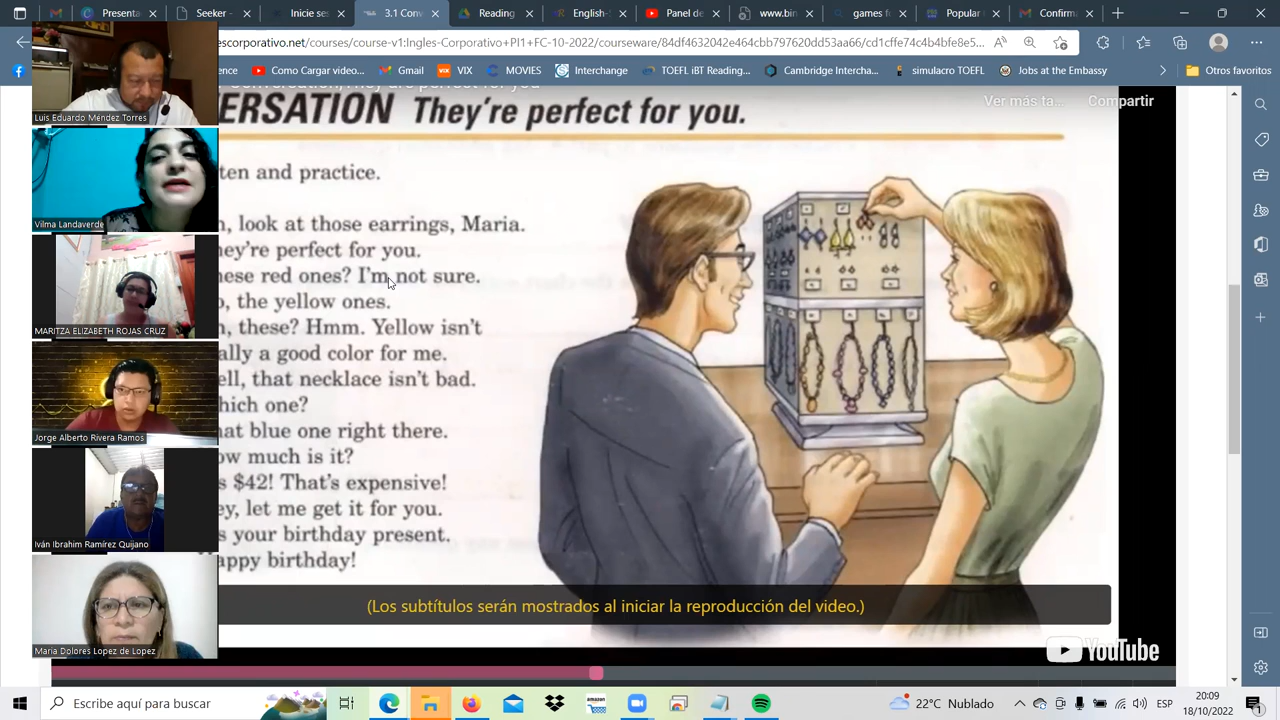 Inicie ses
3.1 Conv
Radio
RING
English-
Panel de
games f
Popular
Confirm
escorporativo.net/courses/course-v1:Ingles-Corporativo+PI1+FC-10-2022/courseware/84df4632042e464cbb797620dd53aa66/cd1cffe74c4b4bfe8e5...
ence
Como Cargar video...
Gmail
VIX
MOVIES
Interchange
TOEFL iBT Reading...
Cambridge Intercha...
simulacro TOEFL
Jobs at the Embassy
Otros favoritos
ERSATION They're perfect for you.
Ver más ta...
Compartir
ten and practice.
h, look at those earrings, Maria.
hey're perfect for you.
hese red ones? I'm not sure.
o, the yellow ones.
h, these? Hmm. Yellow isn't
ally a good color for me.
ell, that necklace isn't bad.
hich one?
hat blue one right there.
ow much is it?
s $42! That's expensive!
ey, let me get it for you.
s your birthday present.
appy birthday!
(Los subtítulos serán mostrados al iniciar la reproducción del video.)
YouTube
Luis Eduardo Méndez Torres
Vilma Landaverde
MARITZA ELIZABETH ROJAS CRUZ
Jorge Alberto Rivera Ramos
Iván Ibrahim Ramírez Quijano
Maria Dolores Lopez de Lopez
Escribe aquí para buscar
amazon
22°C Nublado
ESP
20:09
18/10/2022
1